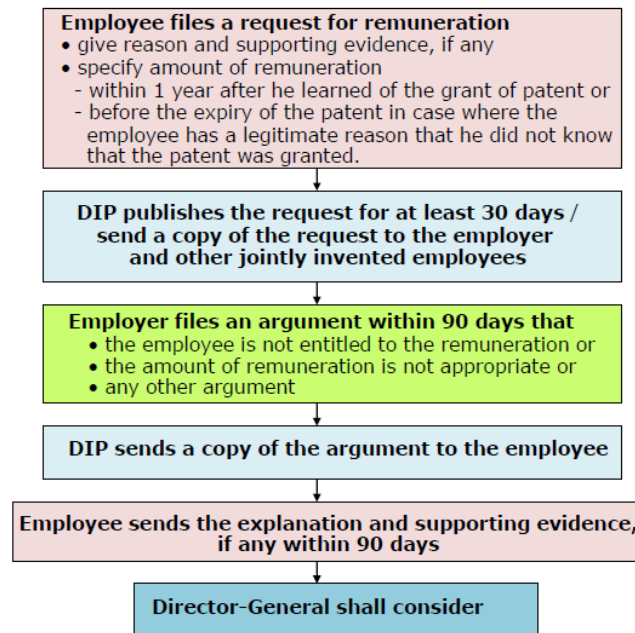 Employee files a request for remuneration
• give reason and supporting evidence, if any
• specify amount of remuneration
- within 1 year after he learned of the grant of patent or
- before the expiry of the patent in case where the
employee has a legitimate reason that he did not know
that the patent was granted.
DIP publishes the request for at least 30 days /
send a copy of the request to the employer
and other jointly invented employees
Employer files an argument within 90 days that
• the employee is not entitled to the remuneration or
• the amount of remuneration is not appropriate or
• any other argument
DIP sends a copy of the argument to the employee
Employee sends the explanation and supporting evidence,
if any within 90 days
Director-General shall consider